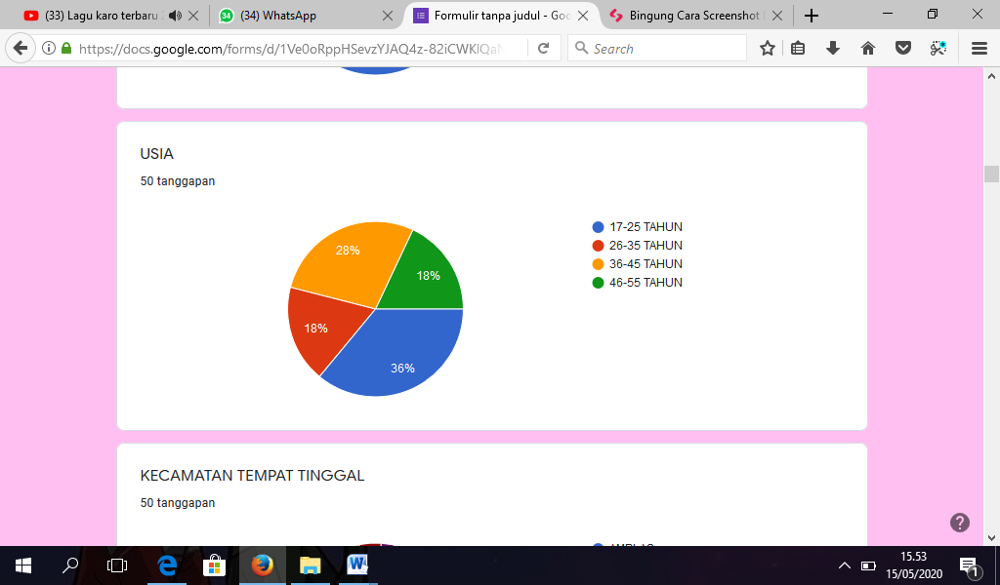 (33) Lagu karo terbaru
(34) WhatsApp
Formulir tanpa judul - Goo
Bingung Cara Screenshot
https://docs.google.com/forms/d/1Ve0oRppHSevzYJAQ4z-82iCWKlQaN
Search
USIA
50 tanggapan
28%
18%
18%
36%
17-25 TAHUN
26-35 TAHUN
36-45 TAHUN
46-55 TAHUN
KECAMATAN TEMPAT TINGGAL
50 tanggapan
15.53
15/05/2020
1